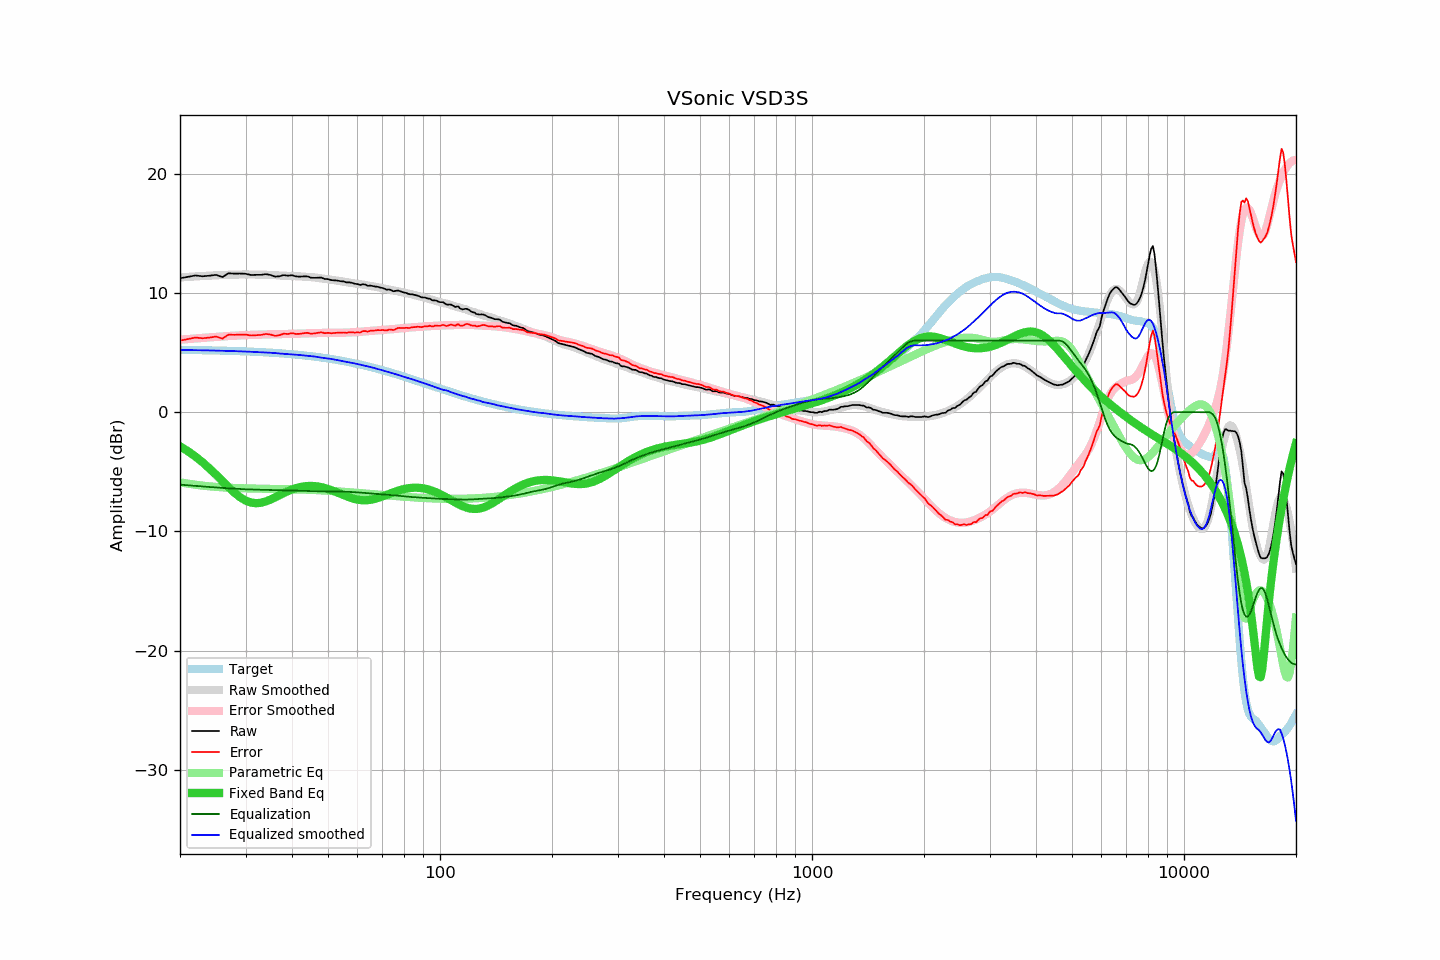 VSonic VSD3S
Amplitude (dBr)
20
10
0
−10
−20
−30
Target
Raw Smoothed
Error Smoothed
Raw
Error
Parametric Eq
Fixed Band Eq
Equalization
Equalized smoothed
100
1000
10000
Frequency (Hz)